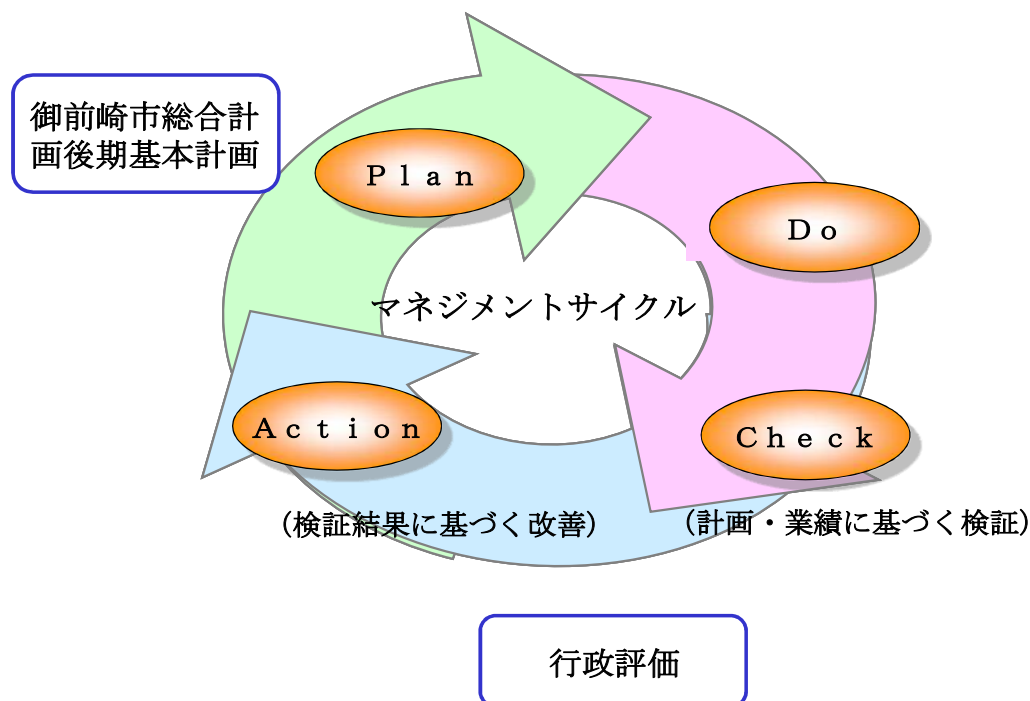 御前崎市総合計
画後期基本計画
Ｐｌａｎ
Ｄｏ
マネジメントサイクル
Ａｃｔｉｏｎ
Ｃｈｅｃｋ
（検証結果に基づく改善）
（計画・業績に基づく検証）
行政評価